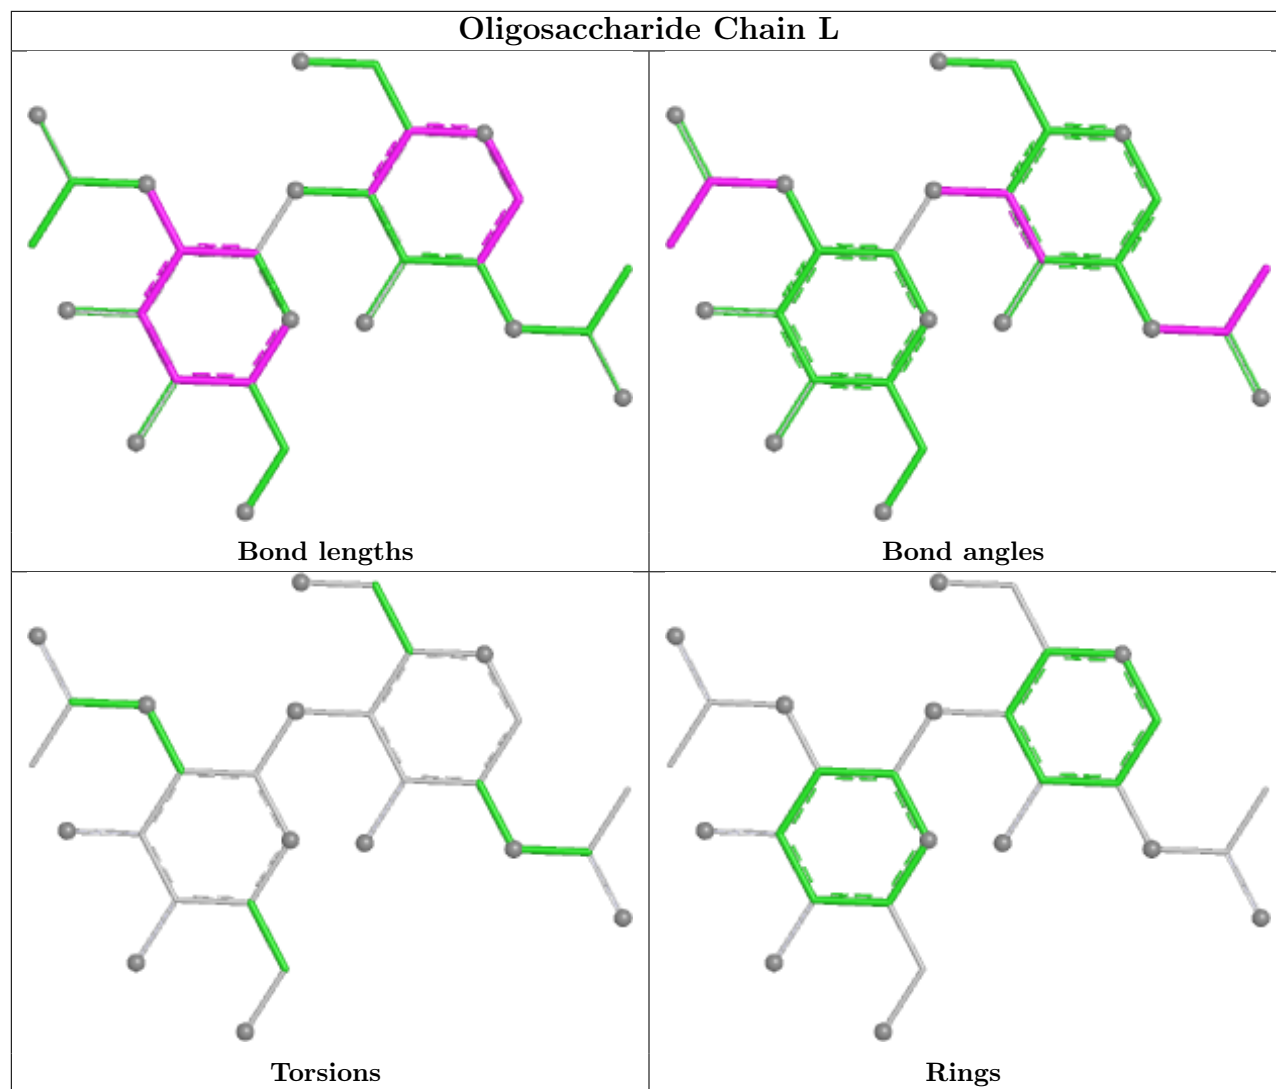 Oligosaccharide Chain L
Bond lengths
Bond angles
Torsions
Rings